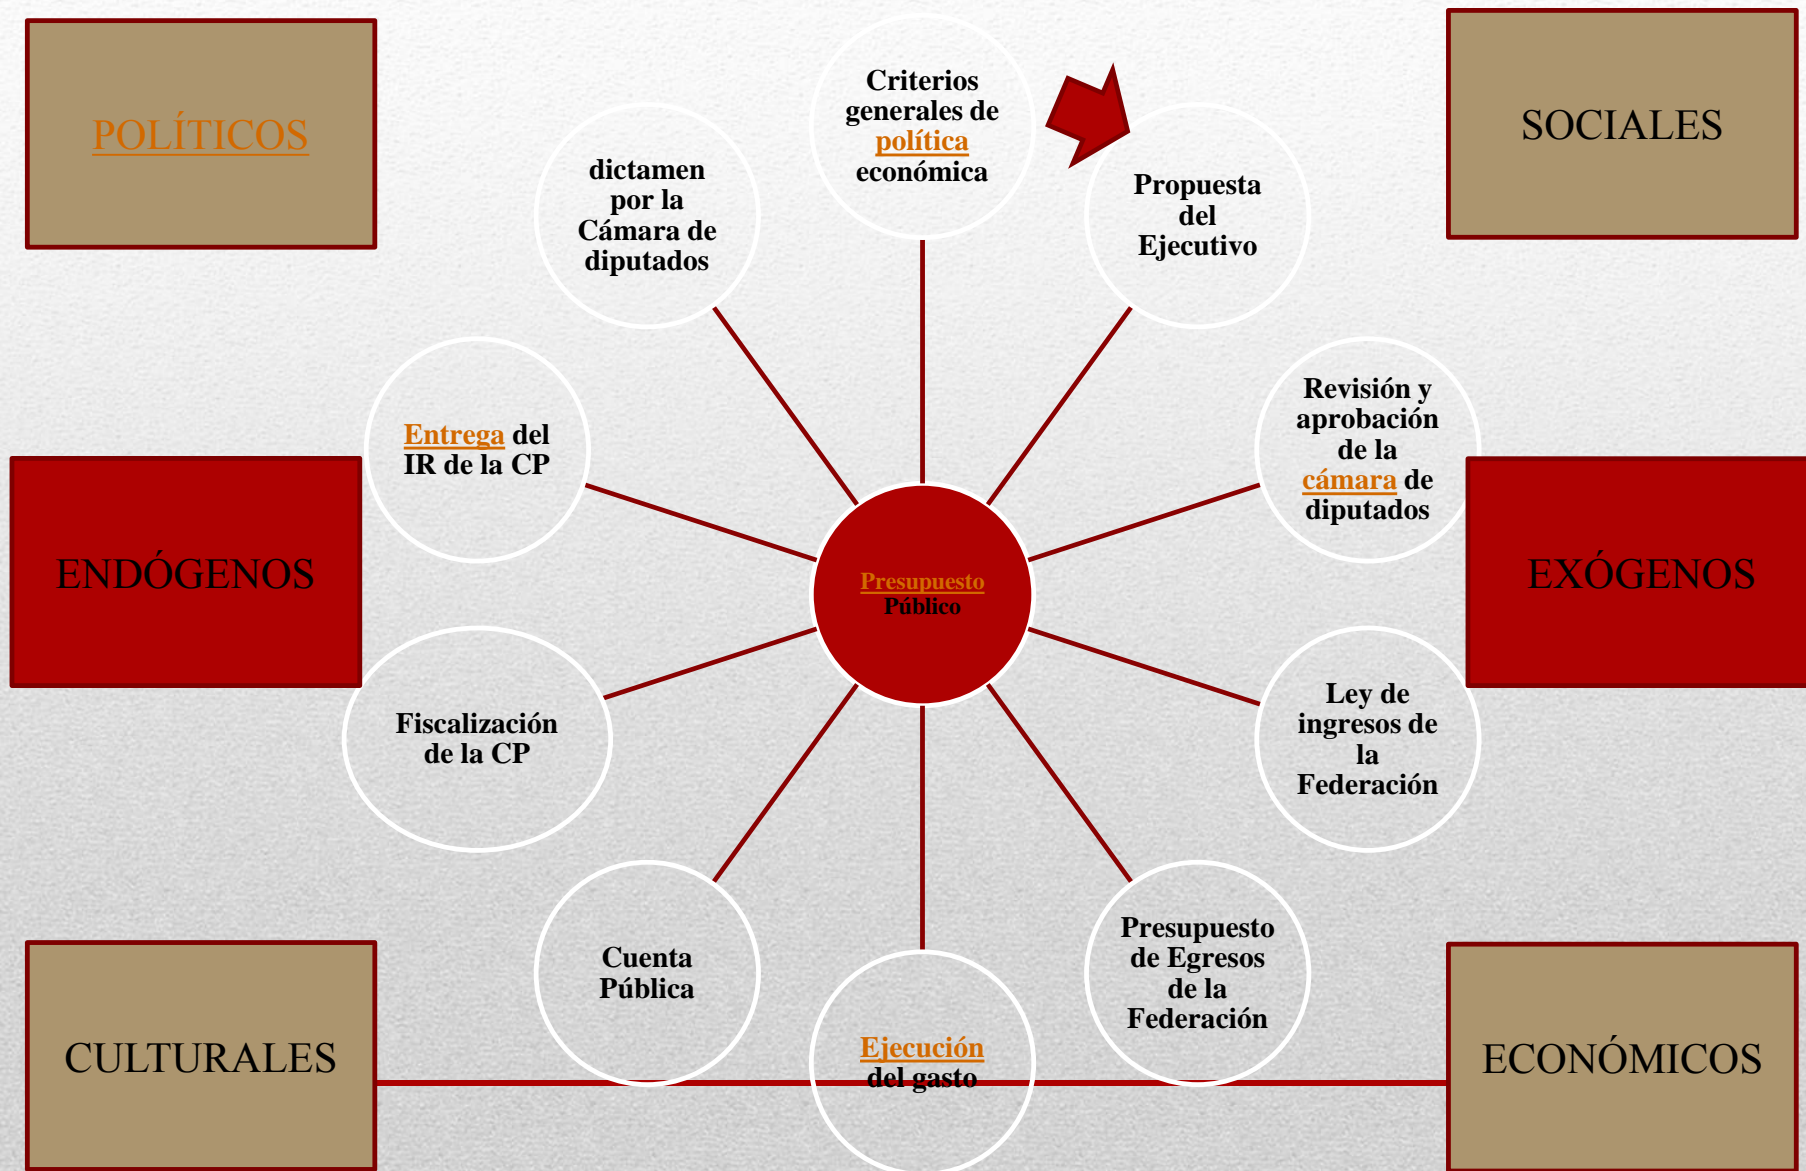 POLÍTICOS
SOCIALES
Criterios
generales de
política
económica
Propuesta
del
Ejecutivo
Revisión y
aprobación
de la
cámara de
diputados
Ley de
ingresos de
la
Federación
Presupuesto
de Egresos
de la
Federación
Ejecución
del gasto
Cuenta
Pública
Fiscalización
de la CP
Entrega del
IR de la CP
dictamen
por la
Cámara de
diputados
Presupuesto
Público
ENDÓGENOS
EXÓGENOS
CULTURALES
ECONÓMICOS